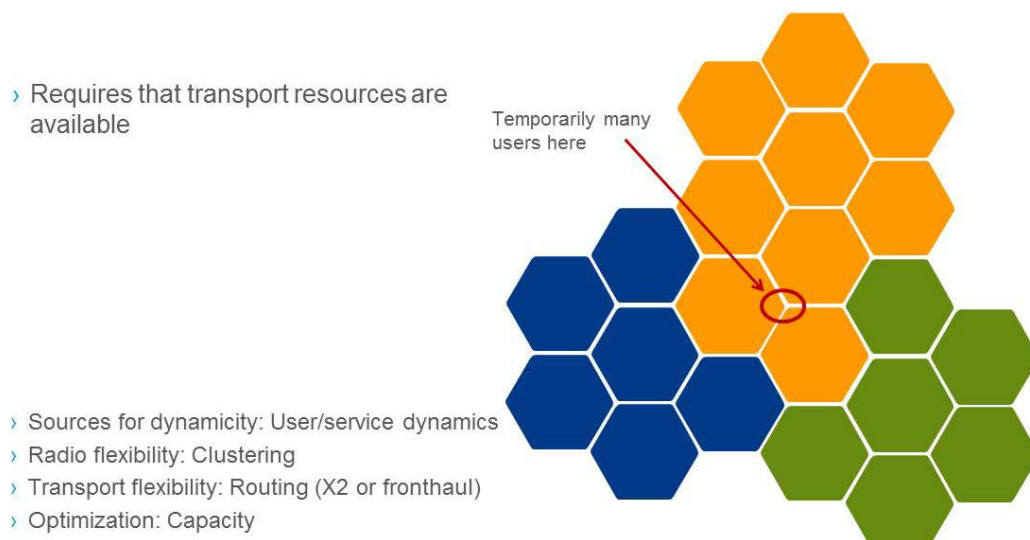 › Requires that transport resources are
available
Temporarily many
users here
› Sources for dynamicity: User/service dynamics
› Radio flexibility: Clustering
› Transport flexibility: Routing (X2 or fronthaul)
› Optimization: Capacity